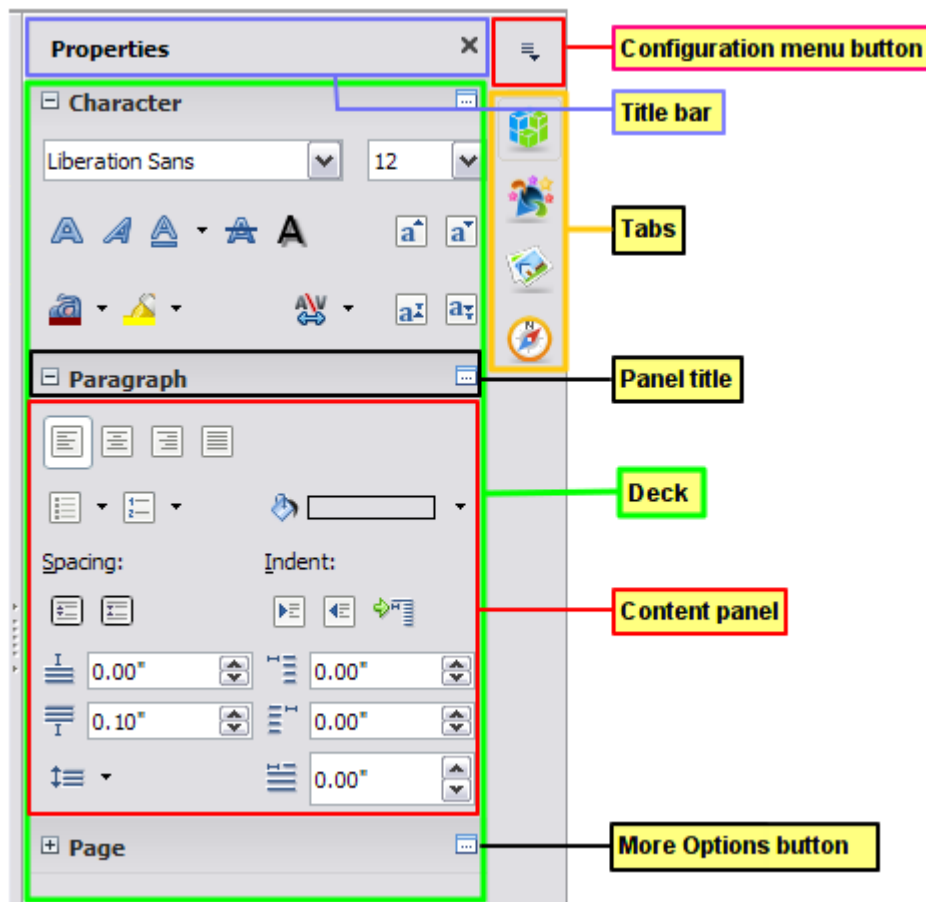 Properties
Configuration menu button
Title bar
Character
Liberation Sans 12
Tabs
Paragraph
Panel title
Deck
Spacing: Indent:
Content panel
0.00" 0.00"
0.10" 0.00"
0.00"
Page
More Options button